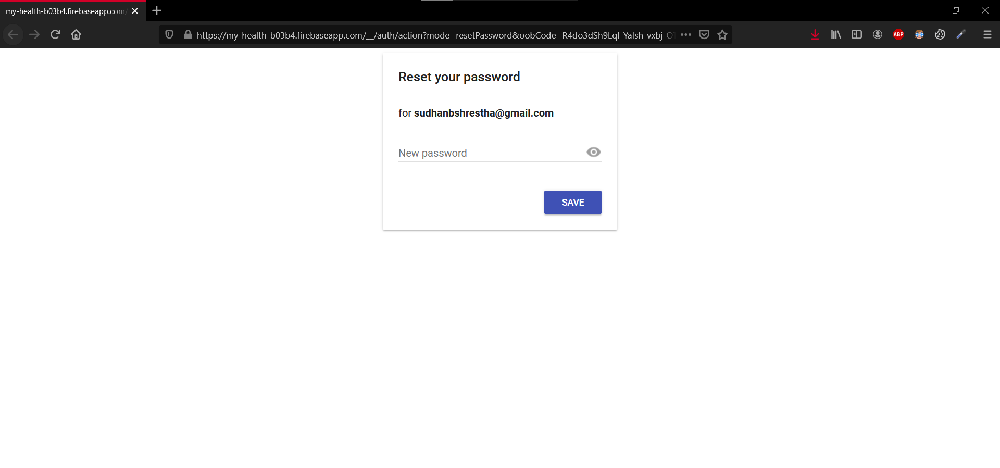 my-health-b03b4.firebaseapp.com/
https://my-health-b03b4.firebaseapp.com/__/auth/action?mode=resetPassword&oobCode=R4do3dSh9LqI-YaIsh-vxbj-O
ABP
Reset your password
for sudhanbshrestha@gmail.com
New password
SAVE